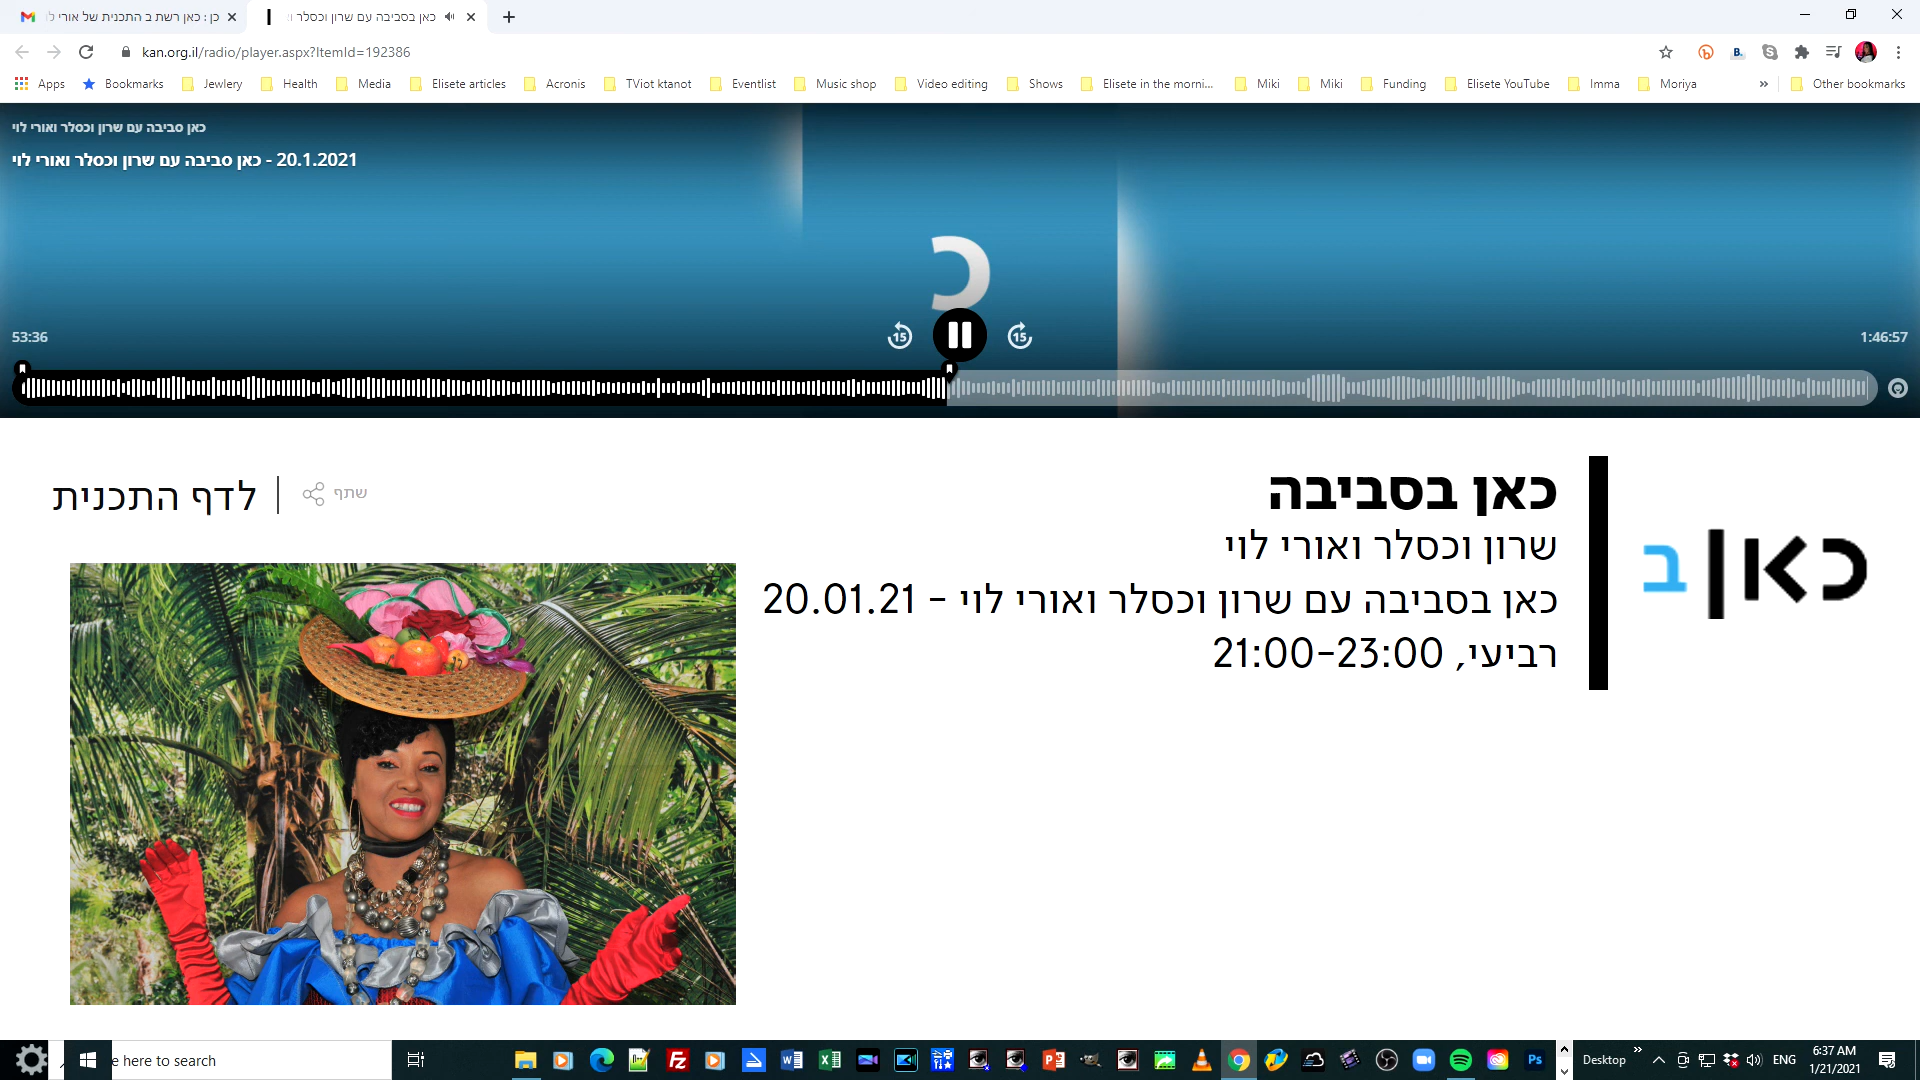 כן : כאן רשת ב התכנית של אורי ל
כאן בסביבה עם שרון וכסלר וא
kan.org.il/radio/player.aspx?ItemId=192386
Apps Bookmarks Jewlery Health Media Elisete articles Acronis TViot ktanot Eventlist Music shop Video editing Shows Elisete in the morni... Miki Miki Funding Elisete YouTube Imma Moriya » Other bookmarks
כאן סביבה עם שרון וכסלר ואורי לוי
כאן סביבה עם שרון וכסלר ואורי לוי - 20.1.2021
כ
53:36
15
15
1:46:57
לדף התכנית
שתף
כאן בסביבה
שרון וכסלר ואורי לוי
כאן בסביבה עם שרון וכסלר ואורי לוי - 20.01.21
רביעי, 21:00-23:00
כאן ב
e here to search
Desktop
ENG
6:37 AM
1/21/2021